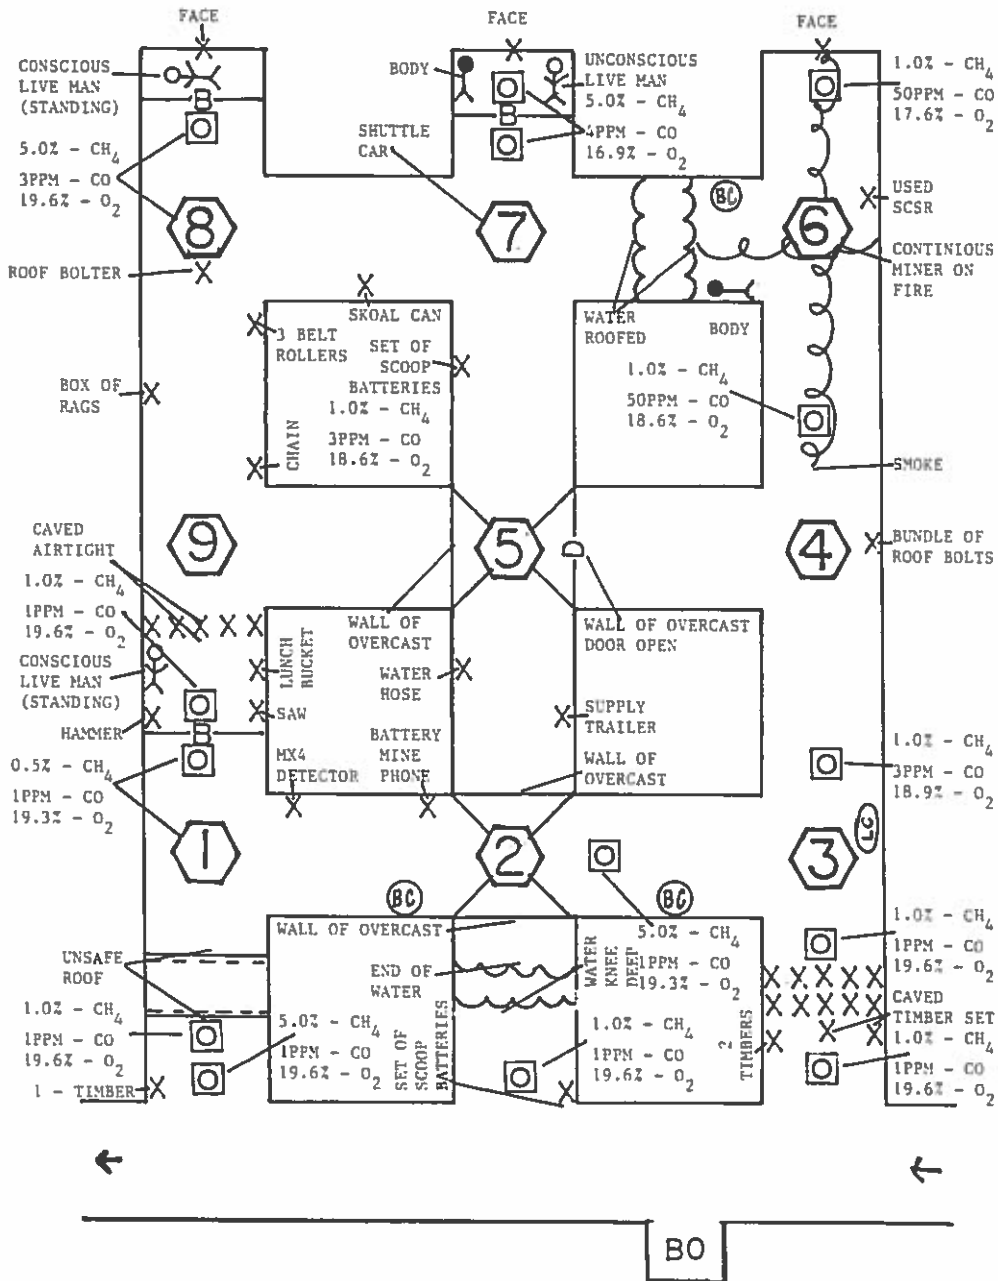 FACE
FACE
FACE
CONSCIOUS
LIVE MAN
(STANDING)
B
5.0% - CH4
3PPM - CO
19.6% - O2
BODY
UNCONSCIOUS
LIVE MAN
5.0% - CH4
B
4PPM - CO
16.9% - O2
SHUTTLE
CAR
1.0% - CH4
50PPM - CO
17.6% - O2
BC
USED
SCSR
8
7
6
CONTINIOUS
MINER ON
FIRE
ROOF BOLTER
SKOAL CAN
3 BELT
ROLLERS
SET OF
SCOOP
BATTERIES
1.0% - CH4
3PPM - CO
18.6% - O2
CHAIN
BOX OF
RAGS
WATER
ROOFED
BODY
1.0% - CH4
50PPM - CO
18.6% - O2
SMOKE
CAVED
AIRTIGHT
1.0% - CH4
1PPM - CO
19.6% - O2
CONSCIOUS
LIVE MAN
(STANDING)
HAMMER
B
0.5% - CH4
1PPM - CO
19.3% - O2
9
5
D
4
BUNDLE OF
ROOF BOLTS
WALL OF
OVERCAST
LUNCH
BUCKET
WATER
HOSE
SAW
MX4
DETECTOR
BATTERY
MINE
PHONE
WALL OF OVERCAST
DOOR OPEN
SUPPLY
TRAILER
WALL OF
OVERCAST
1.0% - CH4
3PPM - CO
18.9% - O2
1
2
3
LC
BC
BC
WALL OF OVERCAST
END OF
WATER
WATER
KNEE
DEEP
5.0% - CH4
1PPM - CO
19.3% - O2
1.0% - CH4
1PPM - CO
19.6% - O2
UNSAFE
ROOF
1.0% - CH4
1PPM - CO
19.6% - O2
1 - TIMBER
5.0% - CH4
1PPM - CO
19.6% - O2
SET OF
SCOOP
BATTERIES
1.0% - CH4
1PPM - CO
19.6% - O2
2
TIMBERS
CAVED
TIMBER SET
1.0% - CH4
1PPM - CO
19.6% - O2
BO